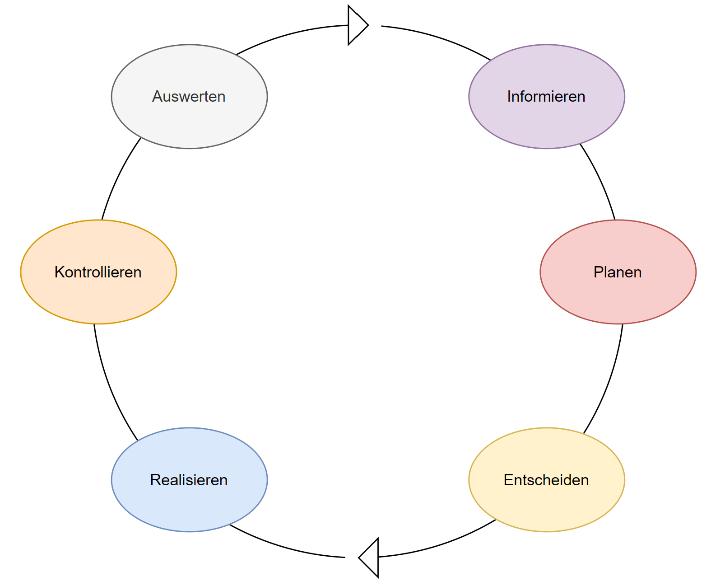 Auswerten
Informieren
Kontrollieren
Planen
Realisieren
Entscheiden